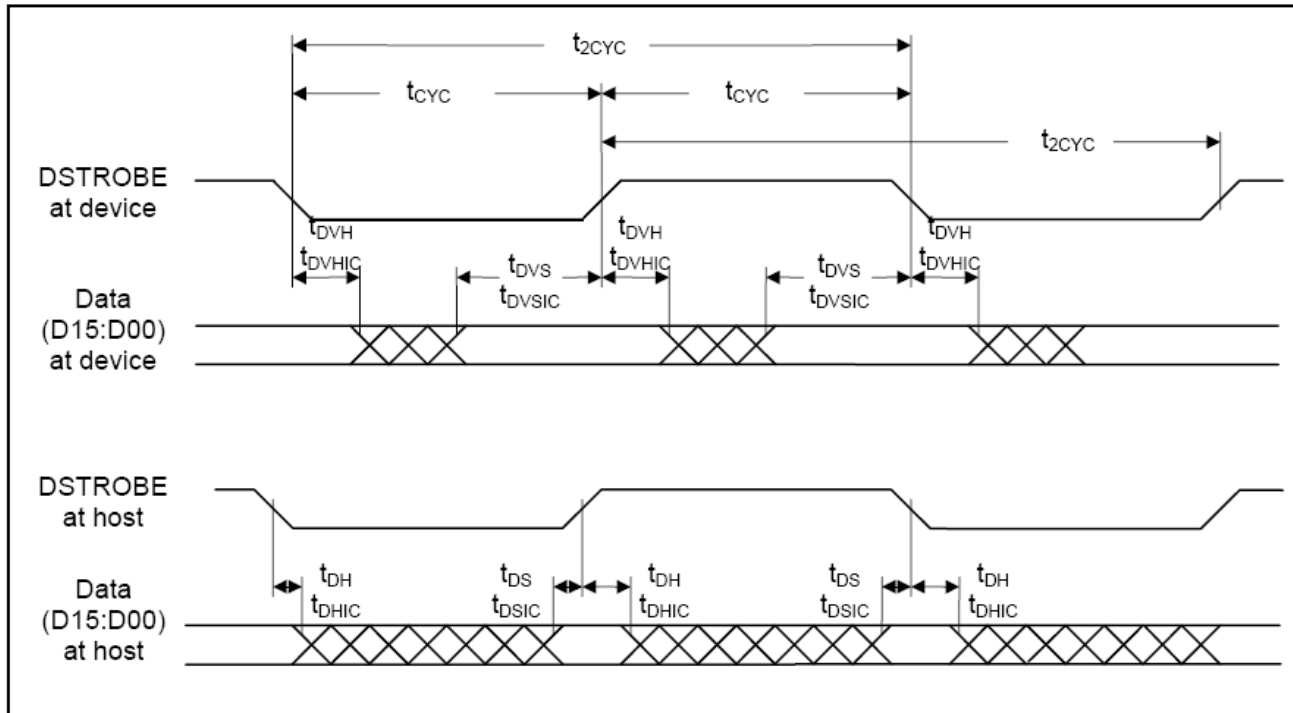 t2CYC
tCYC tCYC
t2CYC
DSTROBE
at device
tDVH tDVH tDVH
tDVHIC tDVS tDVHIC tDVS tDVHIC
tDVSIC tDVSIC
Data
(D15:D00)
at device
DSTROBE
at host
tDH tDS tDH tDS tDH
tDHIC tDSIC tDHIC tDSIC tDHIC
Data
(D15:D00)
at host